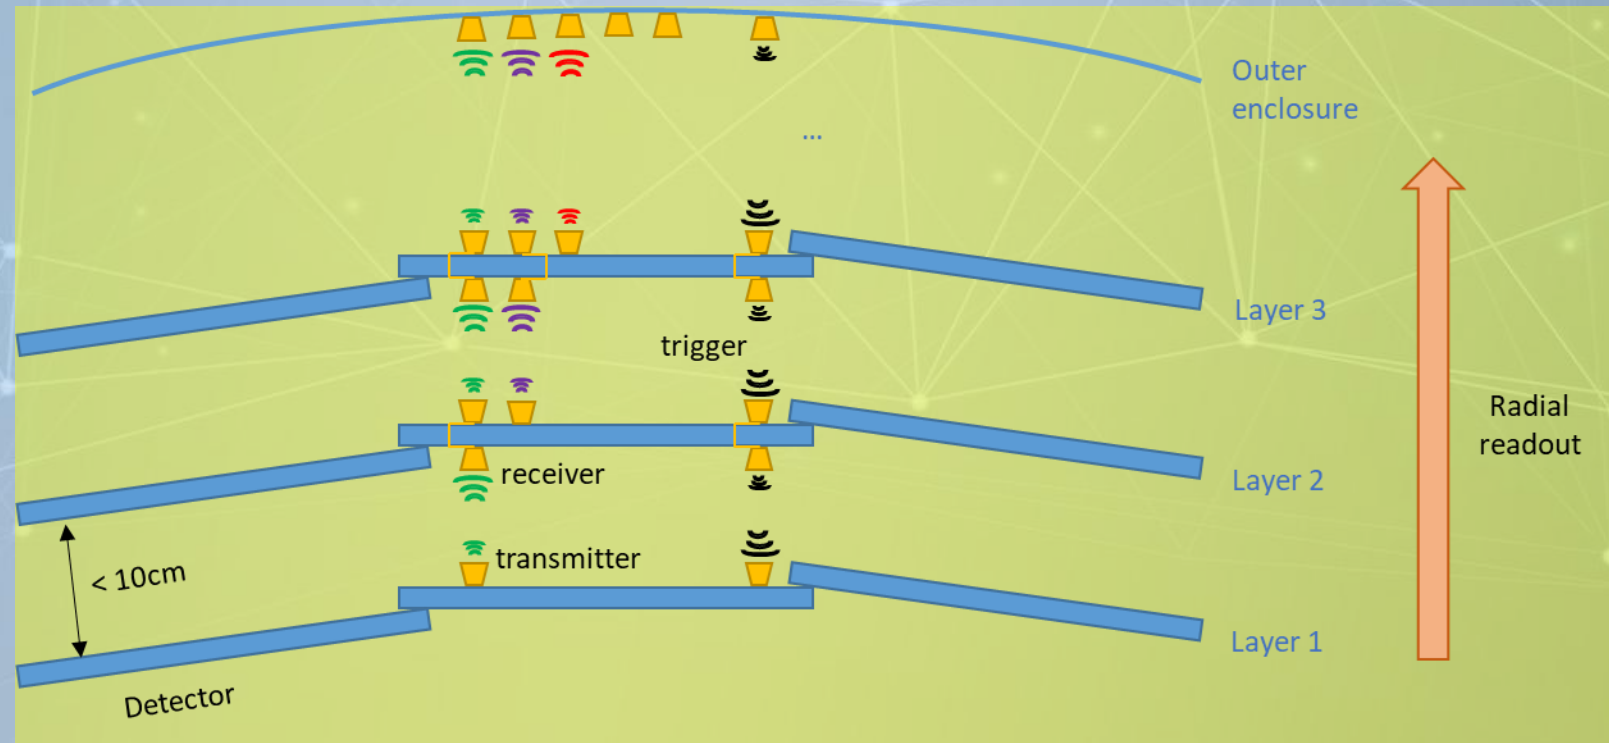 Outer
enclosure
...
Layer 3
trigger
Radial
readout
receiver
Layer 2
transmitter
< 10cm
Layer 1
Detector